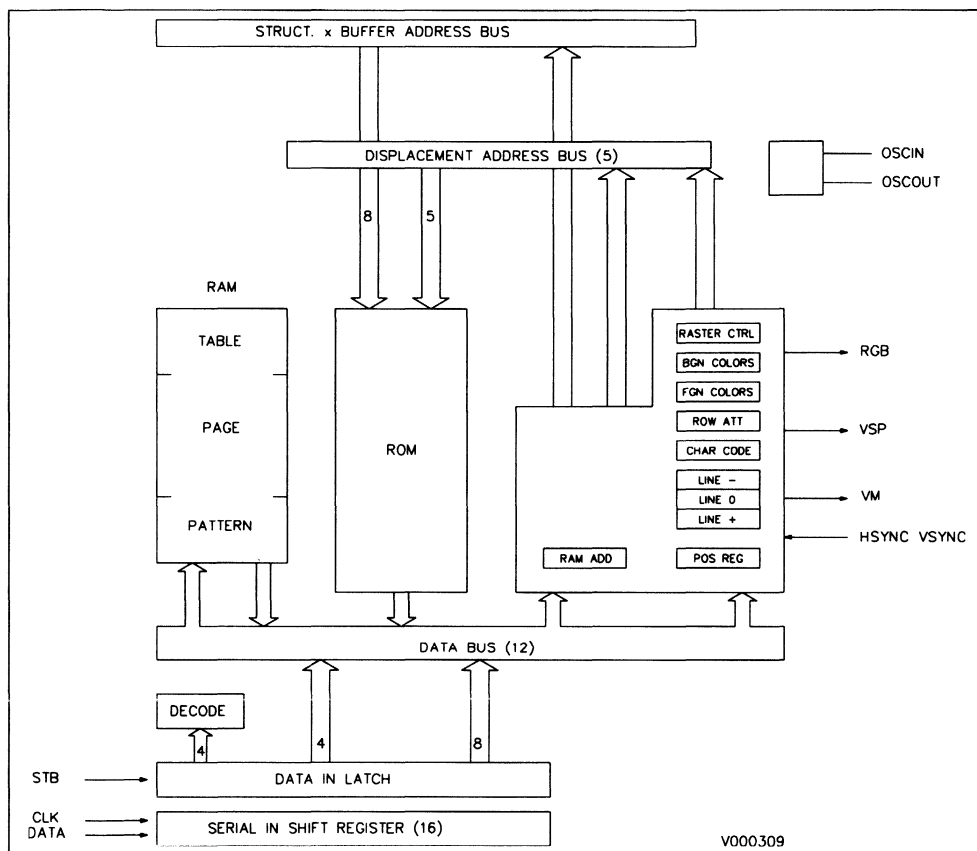 STRUCT. x BUFFER ADDRESS BUS
DISPLACEMENT ADDRESS BUS (5)
OSCIN
OSCOUT
8
5
RAM
TABLE
PAGE
PATTERN
ROM
RASTER CTRL
BGN COLORS
FGN COLORS
ROW ATT
CHAR CODE
LINE -
LINE 0
LINE +
RAM ADD
POS REG
RGB
VSP
VM
HSYNC VSYNC
DATA BUS (12)
DECODE
4
4
8
STB
DATA IN LATCH
CLK
DATA
SERIAL IN SHIFT REGISTER (16)
V000309